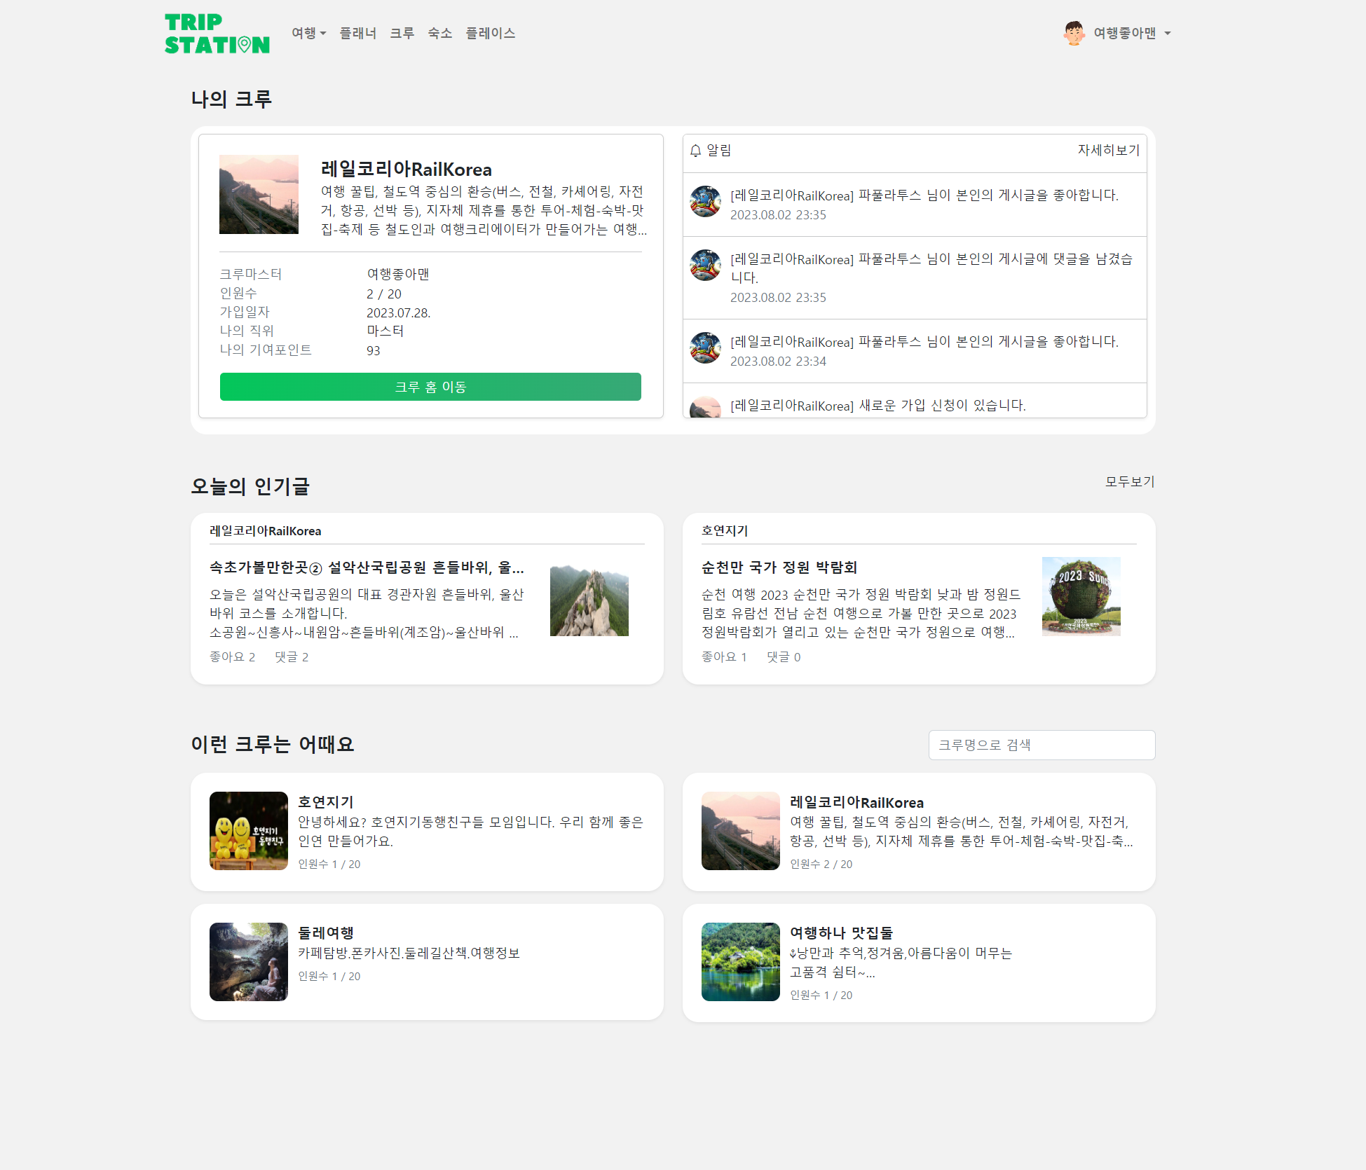 TRIP
STATION
여행 플래너 크루 숙소 플레이스
여행좋아맨
나의 크루
레일코리아RailKorea
여행 꿀팁, 철도역 중심의 환승(버스, 전철, 카셰어링, 자전
거, 항공, 선박 등), 지자체 제휴를 통한 투어-체험-숙박-맛
집-축제 등 철도인과 여행크리에이터가 만들어가는 여행...
크루마스터 여행좋아맨
인원수 2 / 20
가입일자 2023.07.28.
나의 직위 마스터
나의 기여포인트 93
크루 홈 이동
알림 자세히보기
[레일코리아RailKorea] 파풀라투스 님이 본인의 게시글을 좋아합니다.
2023.08.02 23:35
[레일코리아RailKorea] 파풀라투스 님이 본인의 게시글에 댓글을 남겼습
니다.
2023.08.02 23:35
[레일코리아RailKorea] 파풀라투스 님이 본인의 게시글을 좋아합니다.
2023.08.02 23:34
[레일코리아RailKorea] 새로운 가입 신청이 있습니다.
오늘의 인기글 모두보기
레일코리아RailKorea
속초가볼만한곳② 설악산국립공원 흔들바위, 울...
오늘은 설악산국립공원의 대표 경관자원 흔들바위, 울산
바위 코스를 소개합니다.
소공원~신흥사~내원암~흔들바위(계조암)~울산바위 ...
좋아요 2 댓글 2
호연지기
순천만 국가 정원 박람회
순천 여행 2023 순천만 국가 정원 박람회 낮과 밤 정원드
림호 유람선 전남 순천 여행으로 가볼 만한 곳으로 2023
정원박람회가 열리고 있는 순천만 국가 정원으로 여행...
좋아요 1 댓글 0
2023
이런 크루는 어때요
크루명으로 검색
호연지기
동행친구
호연지기
안녕하세요? 호연지기동행친구들 모임입니다. 우리 함께 좋은
인연 만들어가요.
인원수 1 / 20
레일코리아RailKorea
여행 꿀팁, 철도역 중심의 환승(버스, 전철, 카셰어링, 자전거,
항공, 선박 등), 지자체 제휴를 통한 투어-체험-숙박-맛집-축...
인원수 2 / 20
둘레여행
카페탐방.폰카사진.둘레길산책.여행정보
인원수 1 / 20
여행하나 맛집둘
⚘낭만과 추억,정겨움,아름다움이 머무는
고품격 쉼터~...
인원수 1 / 20